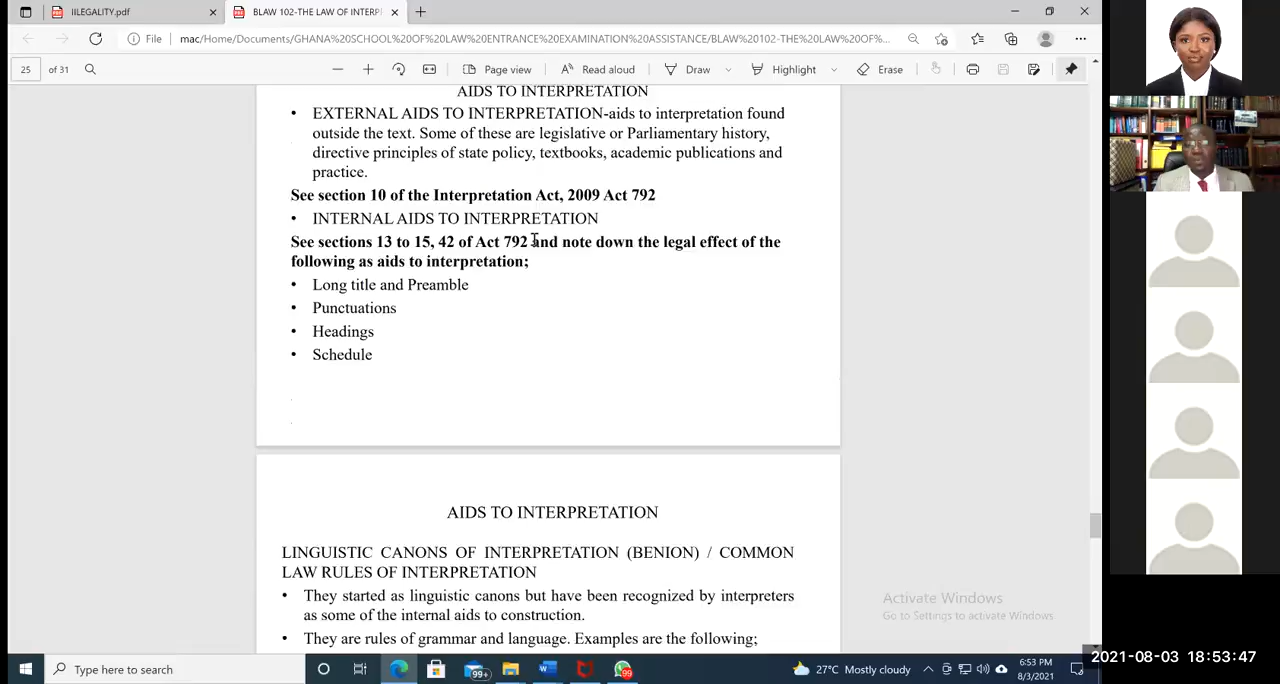 IILEGALITY.pdf
BLAW 102-THE LAW OF INTERP
File
mac/Home/Documents/GHANA%20SCHOOL%20OF%20LAW%20ENTRANCE%20EXAMINATION%20ASSISTANCE/BLAW%20102-THE%20LAW%20OF%...
25 of 31
Page view
Read aloud
Draw
Highlight
Erase
AIDS TO INTERPRETATION
• EXTERNAL AIDS TO INTERPRETATION-aids to interpretation found
outside the text. Some of these are legislative or Parliamentary history,
directive principles of state policy, textbooks, academic publications and
practice.
See section 10 of the Interpretation Act, 2009 Act 792
• INTERNAL AIDS TO INTERPRETATION
See sections 13 to 15, 42 of Act 792 and note down the legal effect of the
following as aids to interpretation;
• Long title and Preamble
• Punctuations
• Headings
• Schedule
AIDS TO INTERPRETATION
LINGUISTIC CANONS OF INTERPRETATION (BENION) / COMMON
LAW RULES OF INTERPRETATION
• They started as linguistic canons but have been recognized by interpreters
as some of the internal aids to construction.
• They are rules of grammar and language. Examples are the following;
Activate Windows
Go to Settings to activate Windows.
Type here to search
99+
99
27°C Mostly cloudy
6:53 PM
8/3/2021
2021-08-03 18:53:47